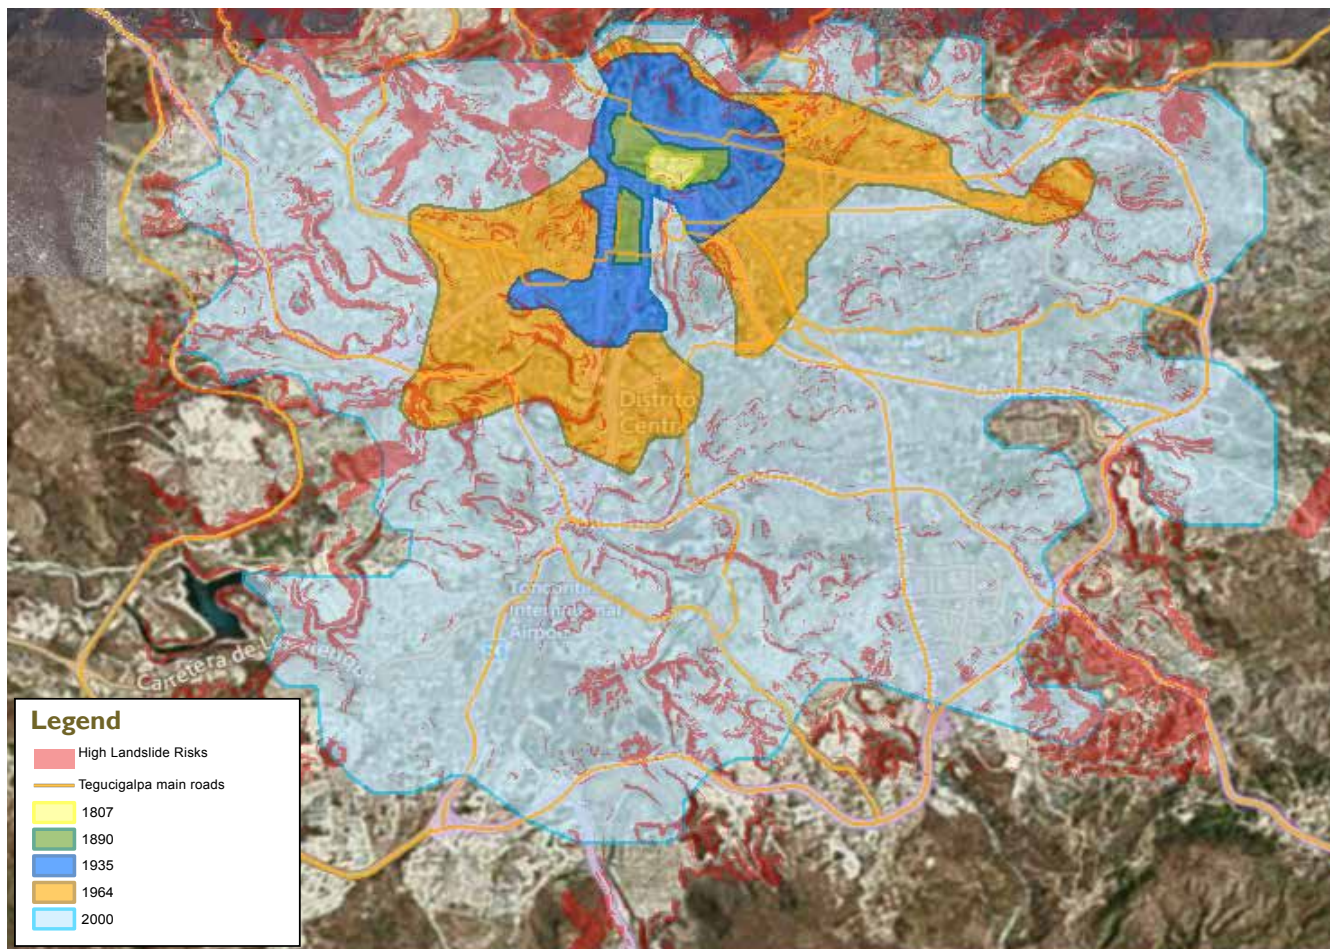 Distrito
Central
Toncontín
International
Airport
Carretera de
Legend
High Landslide Risks
Tegucigalpa main roads
1807
1890
1935
1964
2000